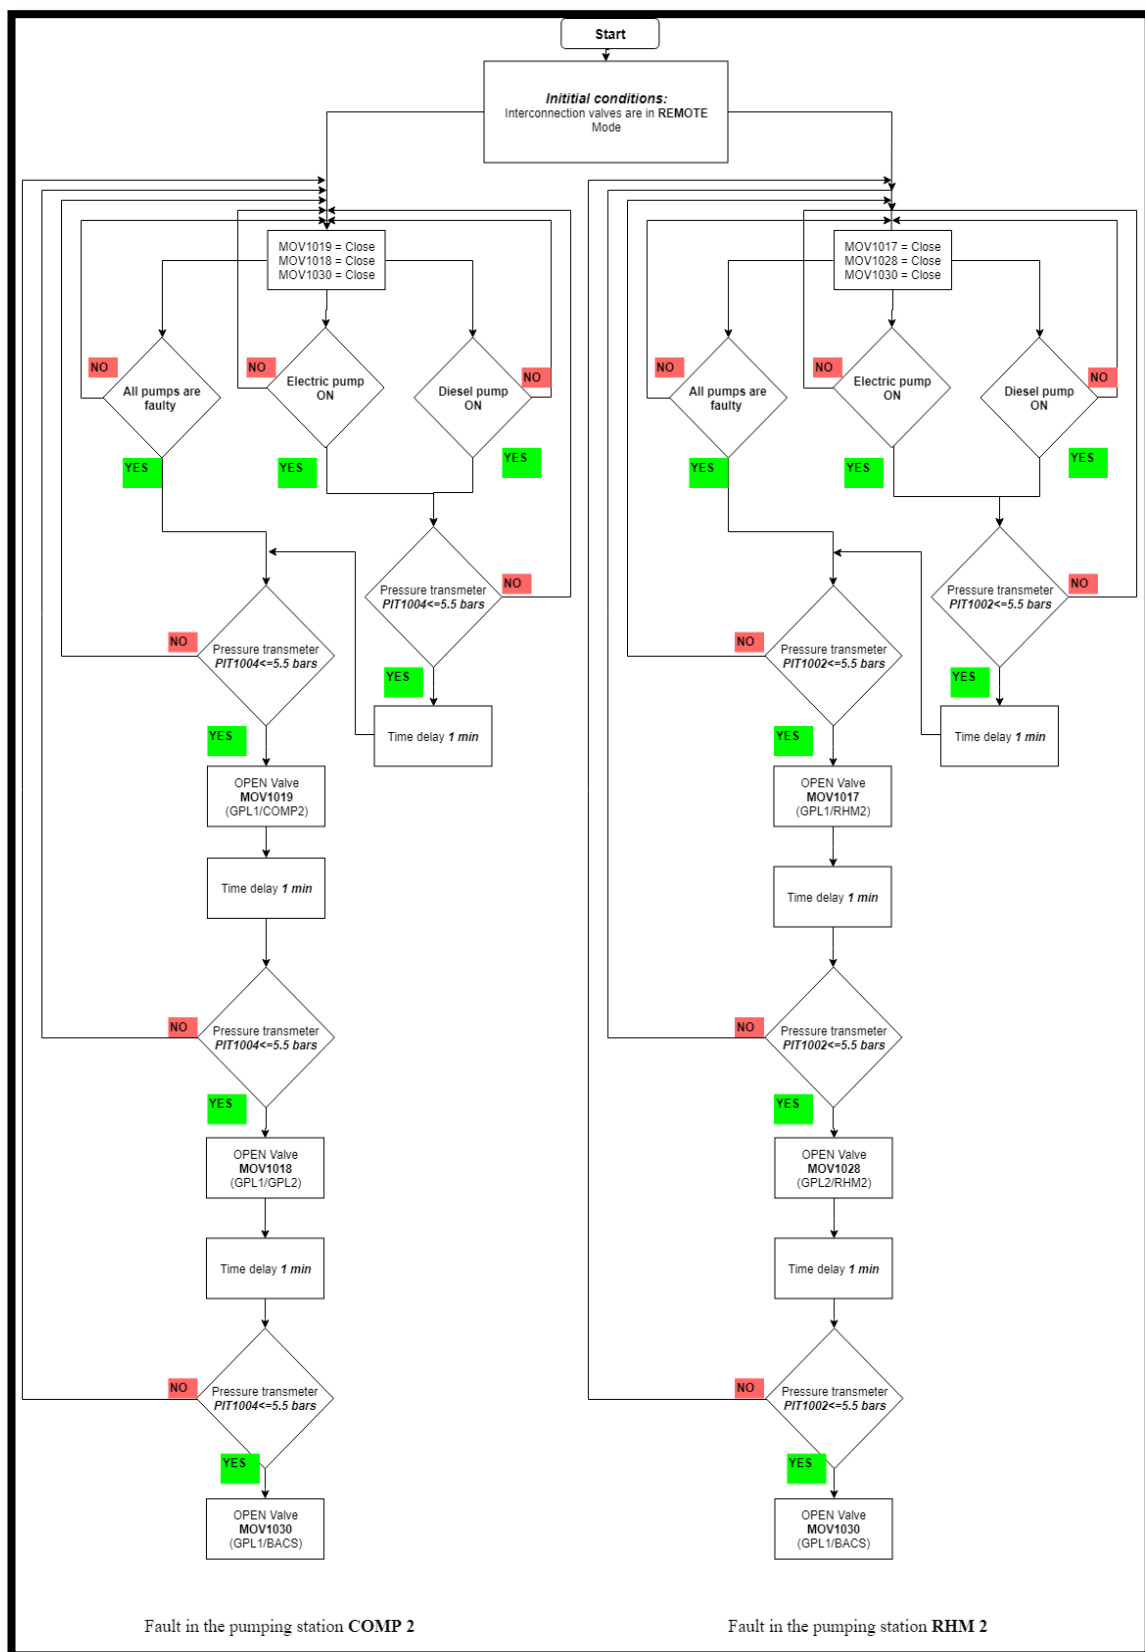 Start
Inititial conditions:
Interconnection valves are in REMOTE
Mode
MOV1019 = Close
MOV1018 = Close
MOV1030 = Close
NO
All pumps are
faulty
YES
NO
Electric pump
ON
YES
NO
Diesel pump
ON
YES
Pressure transmeter
PIT1004<=5.5 bars
NO
YES
Time delay 1 min
NO
Pressure transmeter
PIT1004<=5.5 bars
YES
OPEN Valve
MOV1019
(GPL1/COMP2)
Time delay 1 min
NO
Pressure transmeter
PIT1004<=5.5 bars
YES
OPEN Valve
MOV1018
(GPL1/GPL2)
Time delay 1 min
NO
Pressure transmeter
PIT1004<=5.5 bars
YES
OPEN Valve
MOV1030
(GPL1/BACS)
Fault in the pumping station COMP 2
MOV1017 = Close
MOV1028 = Close
MOV1030 = Close
NO
All pumps are
faulty
YES
NO
Electric pump
ON
YES
NO
Diesel pump
ON
YES
Pressure transmeter
PIT1002<=5.5 bars
NO
YES
Time delay 1 min
NO
Pressure transmeter
PIT1002<=5.5 bars
YES
OPEN Valve
MOV1017
(GPL1/RHM2)
Time delay 1 min
NO
Pressure transmeter
PIT1002<=5.5 bars
YES
OPEN Valve
MOV1028
(GPL2/RHM2)
Time delay 1 min
NO
Pressure transmeter
PIT1002<=5.5 bars
YES
OPEN Valve
MOV1030
(GPL1/BACS)
Fault in the pumping station RHM 2